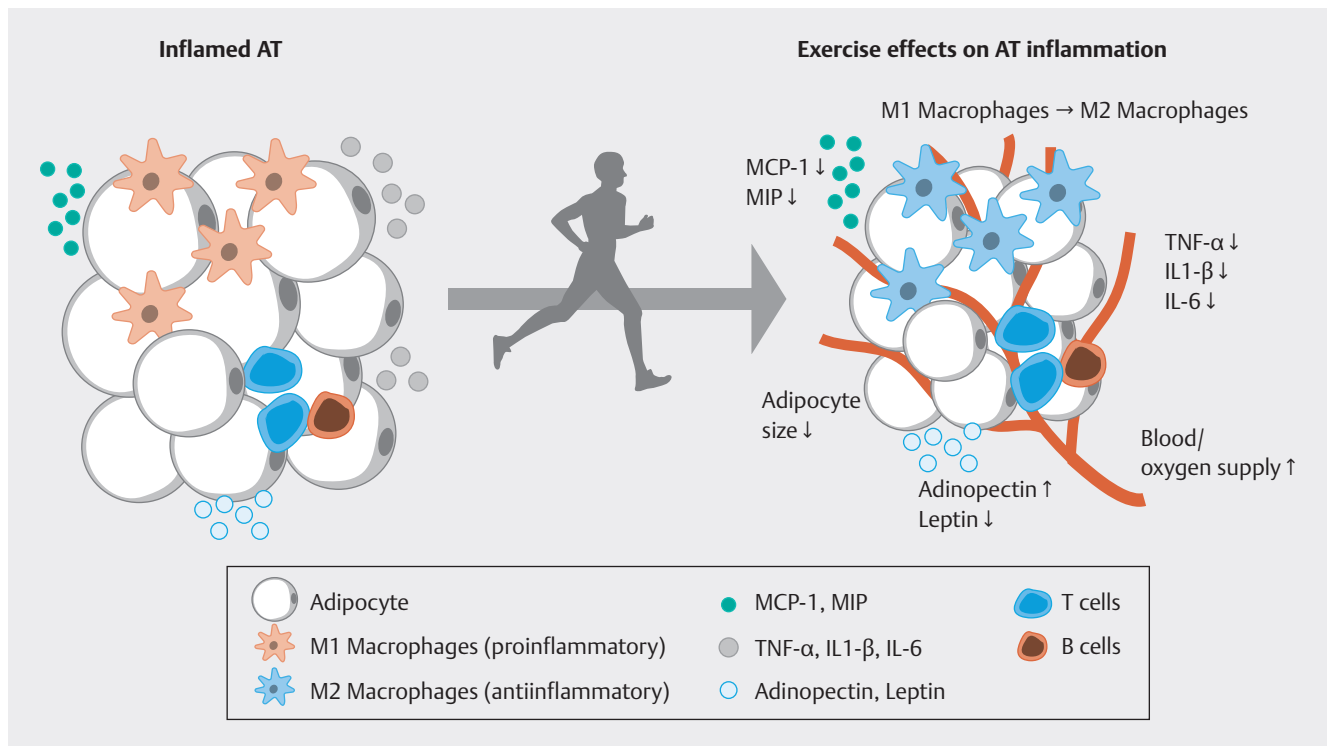 Inflamed AT
Exercise effects on AT inflammation
M1 Macrophages → M2 Macrophages
MCP-1 ↓
MIP ↓
TNF-α ↓
IL1-β ↓
IL-6 ↓
Adipocyte
size ↓
Blood/
oxygen supply ↑
Adinopectin ↑
Leptin ↓
Adipocyte
M1 Macrophages (proinflammatory)
M2 Macrophages (antiinflammatory)
MCP-1, MIP
TNF-α, IL1-β, IL-6
Adinopectin, Leptin
T cells
B cells